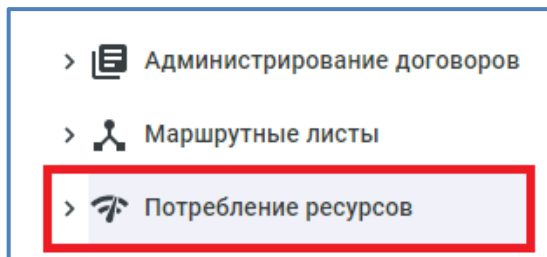 Администрирование договоров
Маршрутные листы
Потребление ресурсов